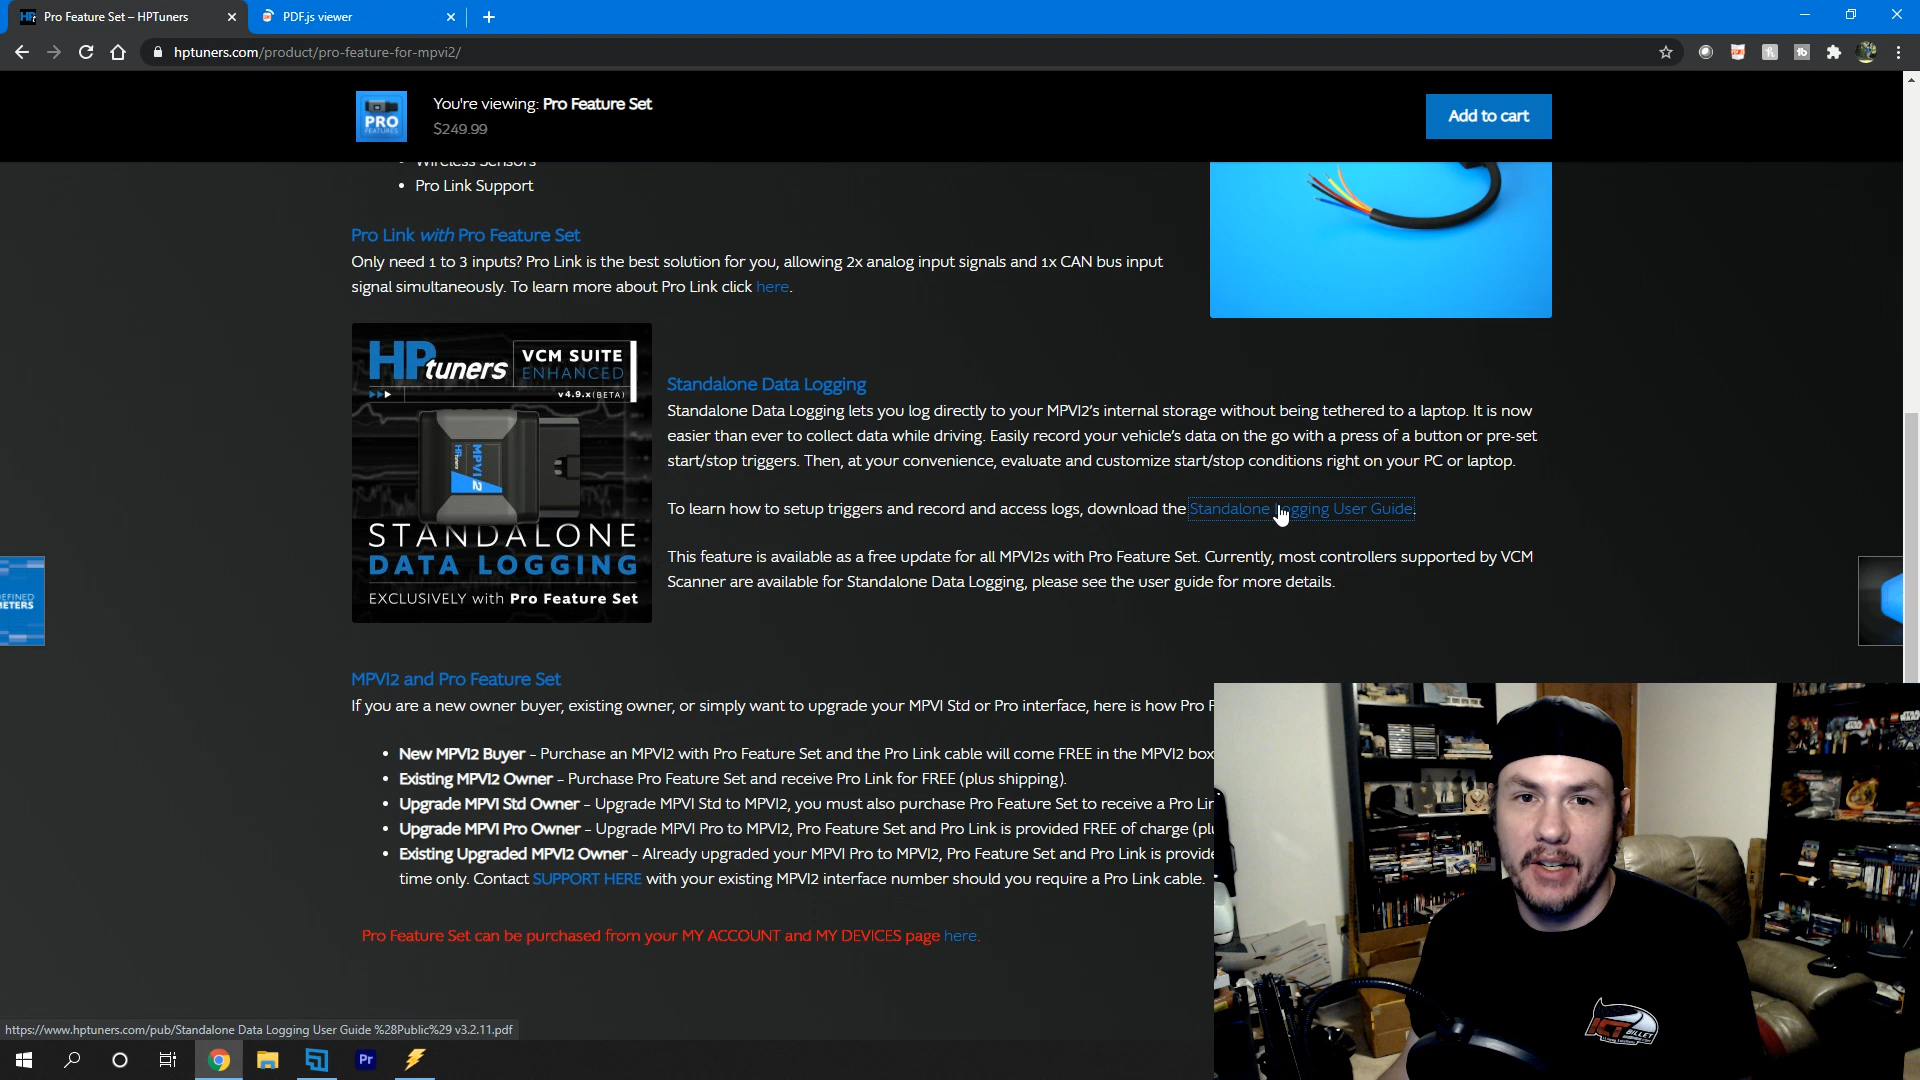 Pro Feature Set – HPTuners
PDF.js viewer
hptuners.com/product/pro-feature-for-mpvi2/
PRO
FEATURES
You're viewing: Pro Feature Set
$249.99
Add to cart
• Wireless Sensors
• Pro Link Support
Pro Link with Pro Feature Set
Only need 1 to 3 inputs? Pro Link is the best solution for you, allowing 2x analog input signals and 1x CAN bus input
signal simultaneously. To learn more about Pro Link click here.
HPtuners
VCM SUITE
ENHANCED
v4.9.x(BETA)
HPtuners
MPVI2
STANDALONE
DATA LOGGING
EXCLUSIVELY with Pro Feature Set
Standalone Data Logging
Standalone Data Logging lets you log directly to your MPVI2's internal storage without being tethered to a laptop. It is now
easier than ever to collect data while driving. Easily record your vehicle's data on the go with a press of a button or pre-set
start/stop triggers. Then, at your convenience, evaluate and customize start/stop conditions right on your PC or laptop.
To learn how to setup triggers and record and access logs, download the Standalone Logging User Guide.
This feature is available as a free update for all MPVI2s with Pro Feature Set. Currently, most controllers supported by VCM
Scanner are available for Standalone Data Logging, please see the user guide for more details.
EFINED
METERS
MPVI2 and Pro Feature Set
If you are a new owner buyer, existing owner, or simply want to upgrade your MPVI Std or Pro interface, here is how Pro F
• New MPVI2 Buyer – Purchase an MPVI2 with Pro Feature Set and the Pro Link cable will come FREE in the MPVI2 box
• Existing MPVI2 Owner – Purchase Pro Feature Set and receive Pro Link for FREE (plus shipping).
• Upgrade MPVI Std Owner – Upgrade MPVI Std to MPVI2, you must also purchase Pro Feature Set to receive a Pro Lin
• Upgrade MPVI Pro Owner – Upgrade MPVI Pro to MPVI2, Pro Feature Set and Pro Link is provided FREE of charge (plu
• Existing Upgraded MPVI2 Owner – Already upgraded your MPVI Pro to MPVI2, Pro Feature Set and Pro Link is provide
time only. Contact SUPPORT HERE with your existing MPVI2 interface number should you require a Pro Link cable.
Pro Feature Set can be purchased from your MY ACCOUNT and MY DEVICES page here.
ICT
BILLET
https://www.hptuners.com/pub/Standalone Data Logging User Guide %28Public%29 v3.2.11.pdf
Pr